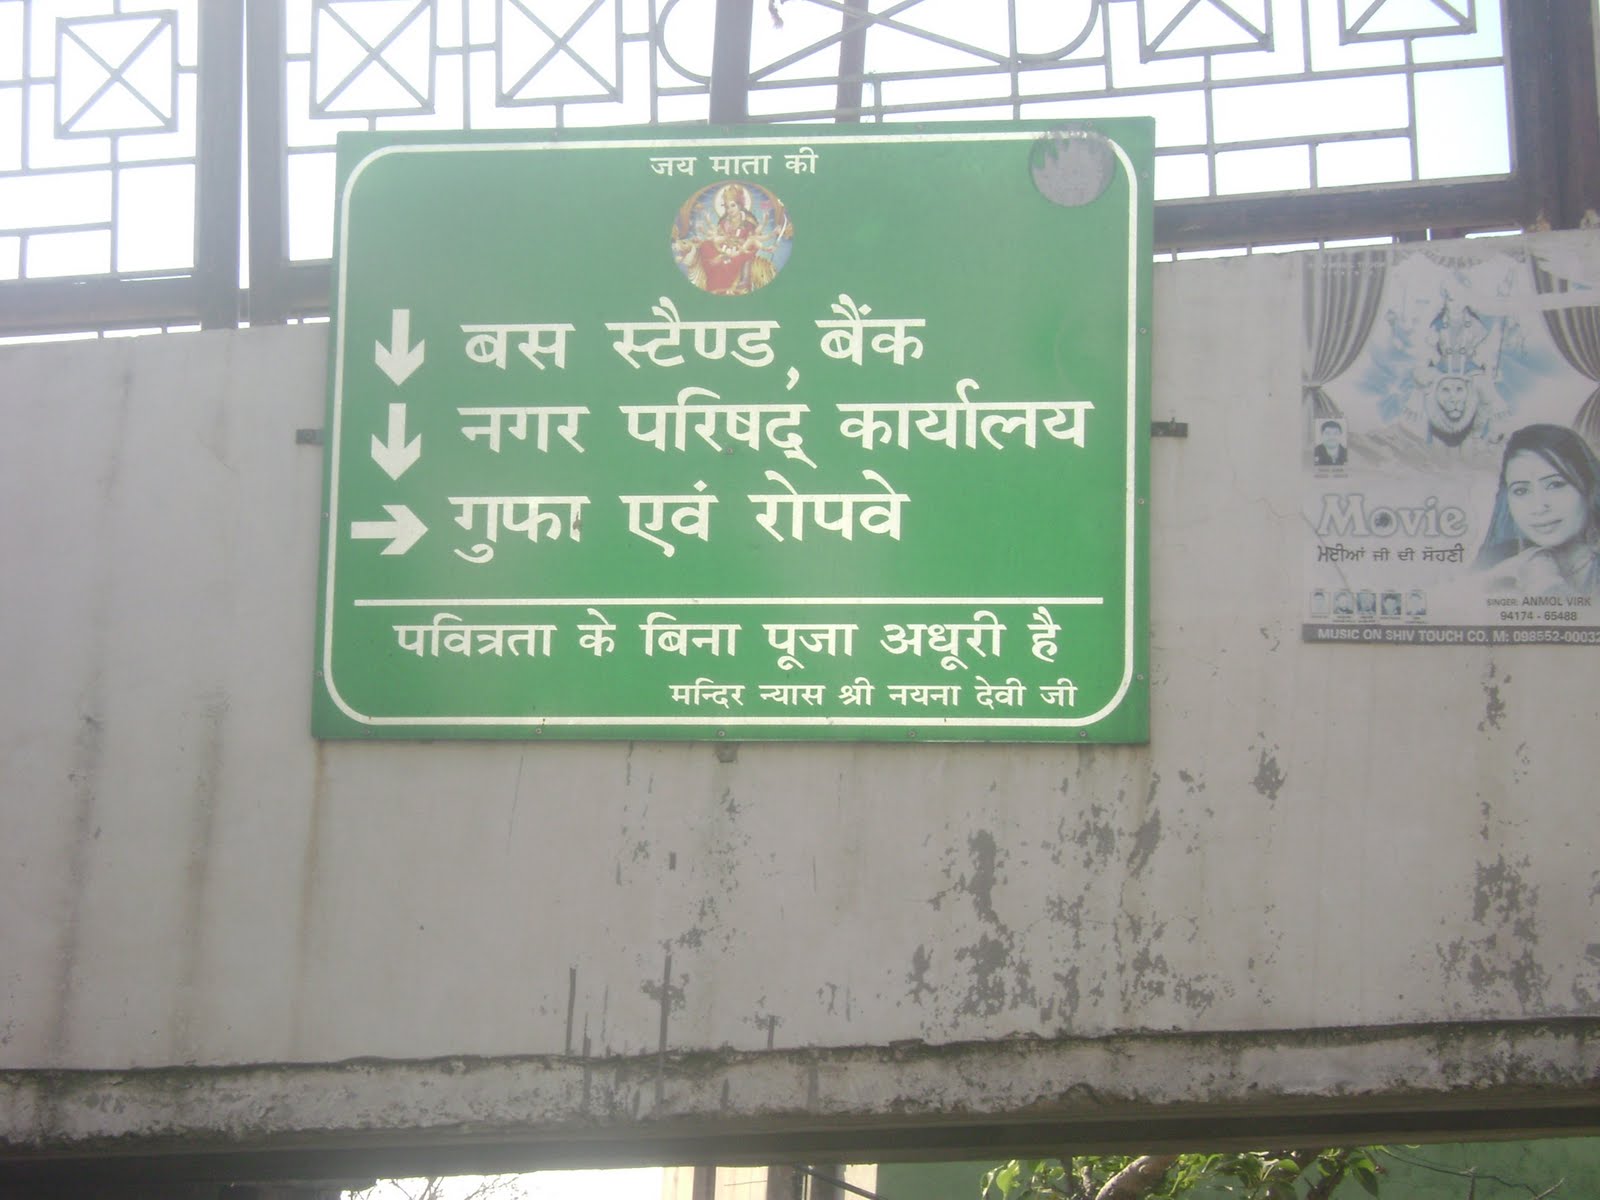 जय माता की
बस स्टैण्ड, बैंक
नगर परिषद् कार्यालय
गुफा एवं रोपवे
पवित्रता के बिना पूजा अधूरी है
मन्दिर न्यास श्री नयना देवी जी
Movie
ਮਈਆਂ ਜੀ ਦੀ ਸੋਹਣੀ
SINGER: ANMOL VIRK
94174 - 65488
MUSIC ON SHIV TOUCH CO. M: 098552-00032